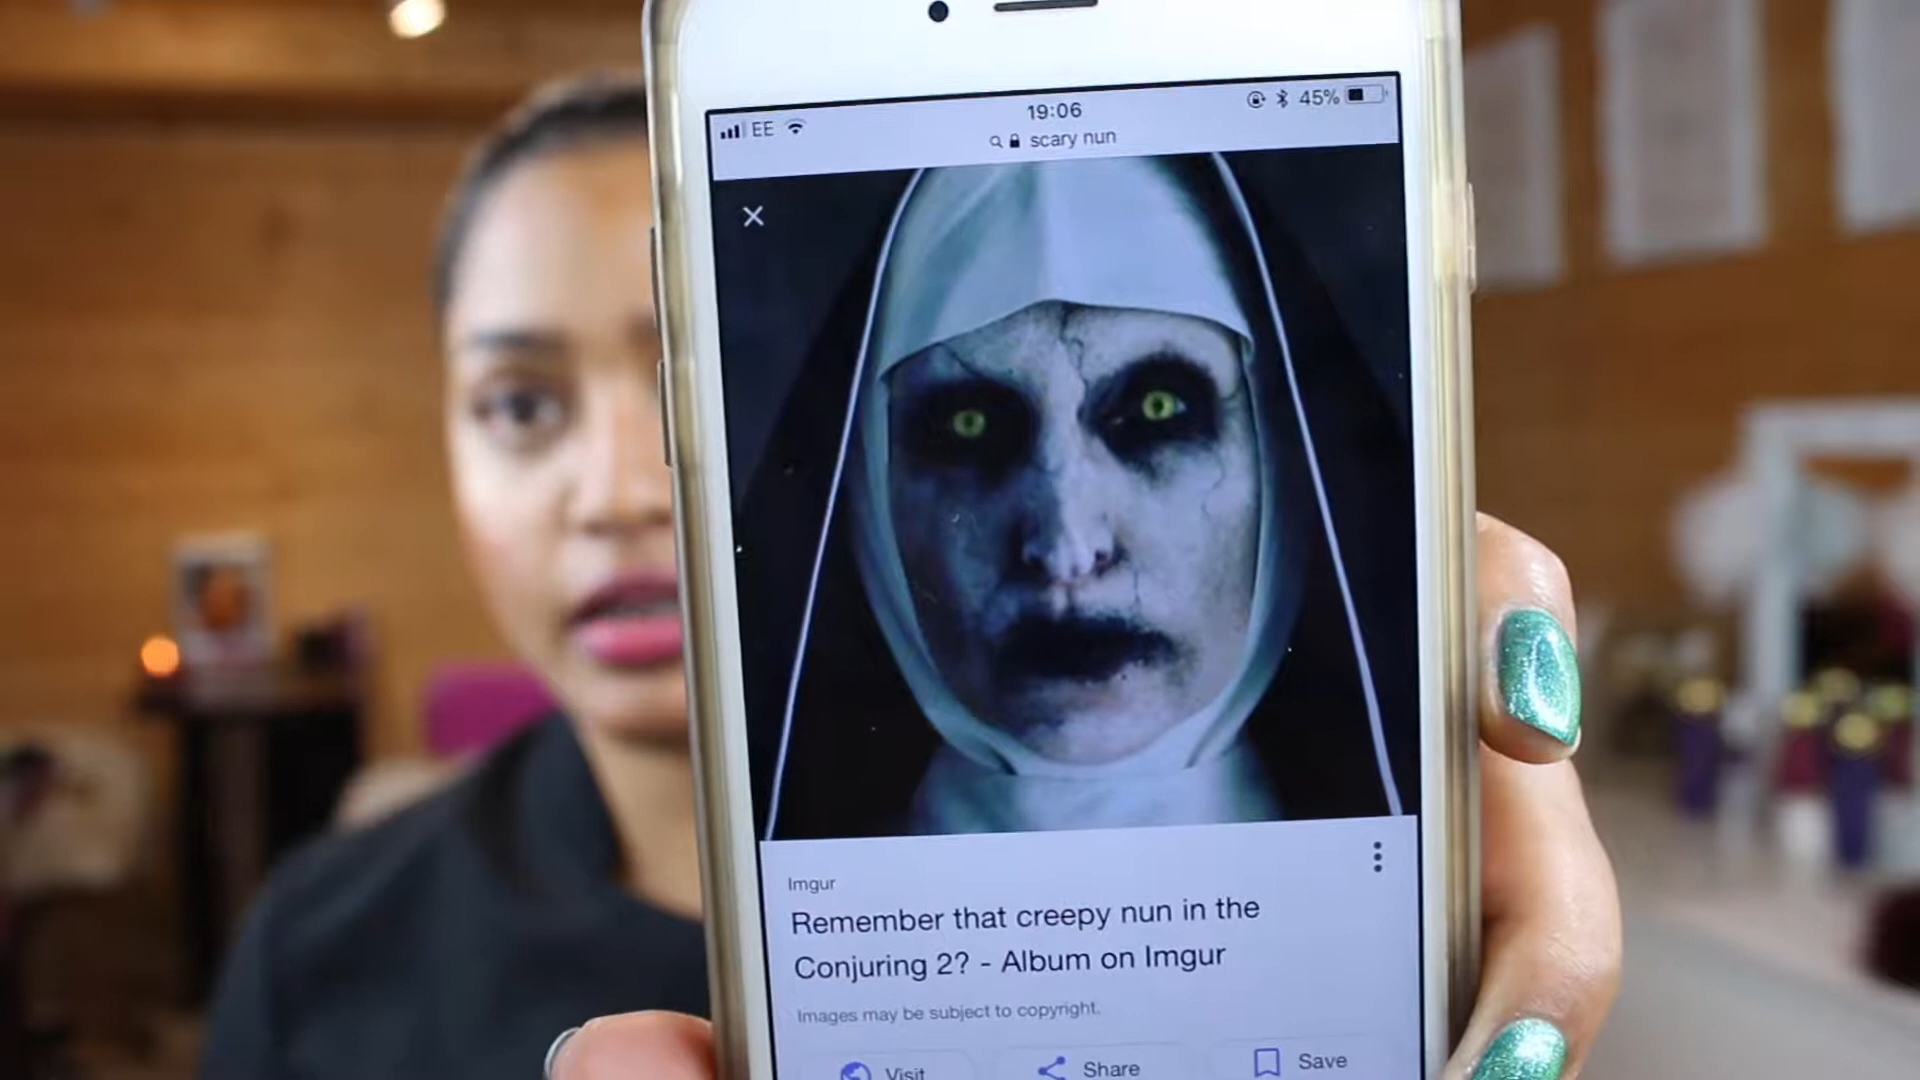 EE
19:06
45%
scary nun
Imgur
Remember that creepy nun in the
Conjuring 2? - Album on Imgur
Images may be subject to copyright.
Visit
Share
Save